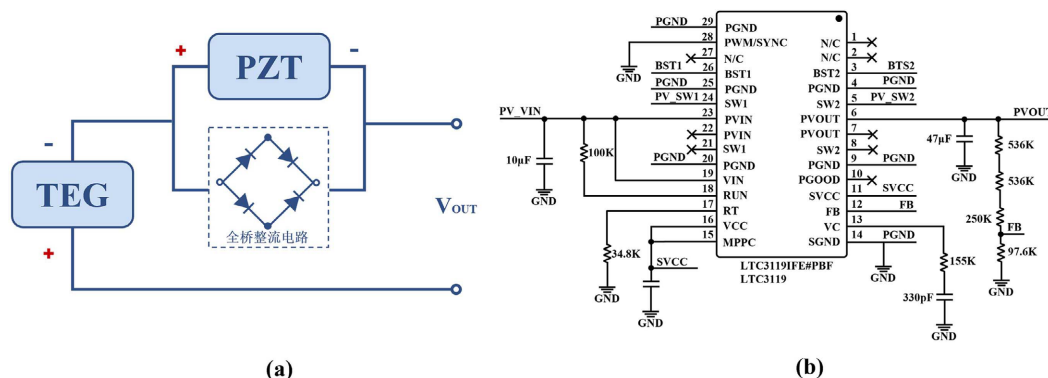 + PZT -
-
TEG
+
全桥整流电路
V_OUT
(a)
PGND 29 PGND
28 PWM/SYNC
GND
27 N/C
BST1 26 BST1
PGND 25 PGND
PV_SW1 24 SW1
PV_VIN 23 PVIN
22 PVIN
21 SW1
PGND 20 PGND
19 VIN
18 RUN
17 RT
16 VCC
15 MPPC
10μF
GND
100K
34.8K
GND
SVCC
GND
N/C 1
N/C 2
BST2 3 BTS2
PGND 4 PGND
SW2 5 PV_SW2
PVOUT 6 PVOUT
PVOUT 7
SW2 8
PGND 9 PGND
PGOOD 10
SVCC 11 SVCC
FB 12 FB
VC 13
SGND 14 PGND
47μF
GND
536K
536K
250K
FB
97.6K
GND
GND
155K
330pF
GND
LTC3119IFE#PBF
LTC3119
(b)